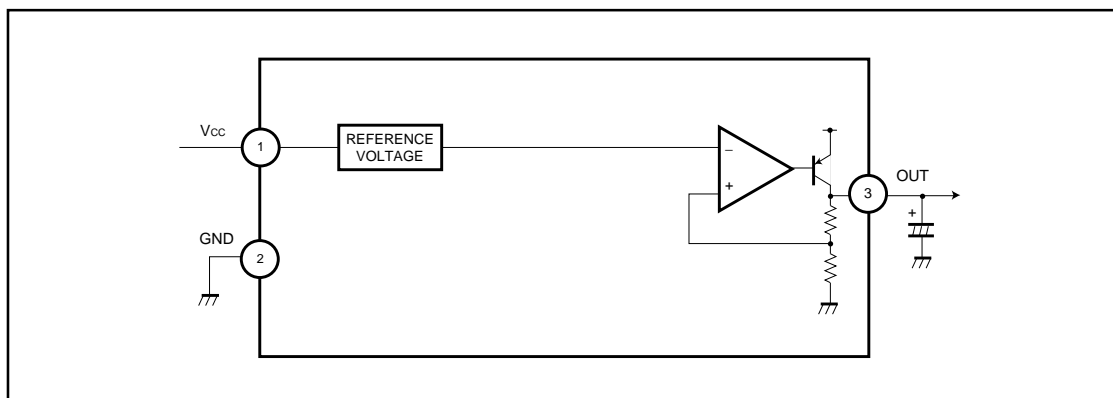 Vcc
1
REFERENCE
VOLTAGE
−
+
3
OUT
+
GND
2